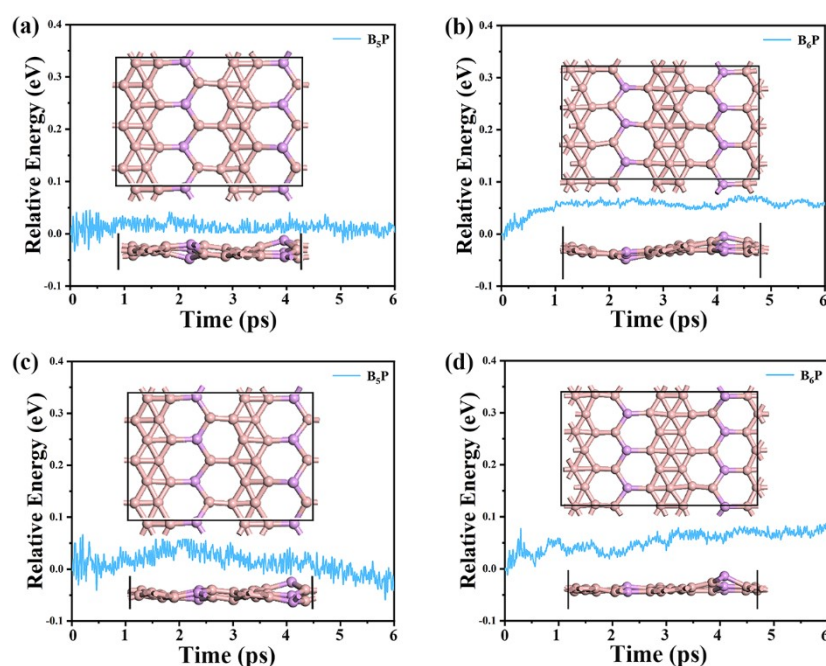 (a)
B₅P
Relative Energy (eV)
0.4
0.3
0.2
0.1
0.0
-0.1
0 1 2 3 4 5 6
Time (ps)
(b)
B₆P
Relative Energy (eV)
0.4
0.3
0.2
0.1
0.0
-0.1
0 1 2 3 4 5 6
Time (ps)
(c)
B₅P
Relative Energy (eV)
0.4
0.3
0.2
0.1
0.0
-0.1
0 1 2 3 4 5 6
Time (ps)
(d)
B₆P
Relative Energy (eV)
0.4
0.3
0.2
0.1
0.0
-0.1
0 1 2 3 4 5 6
Time (ps)